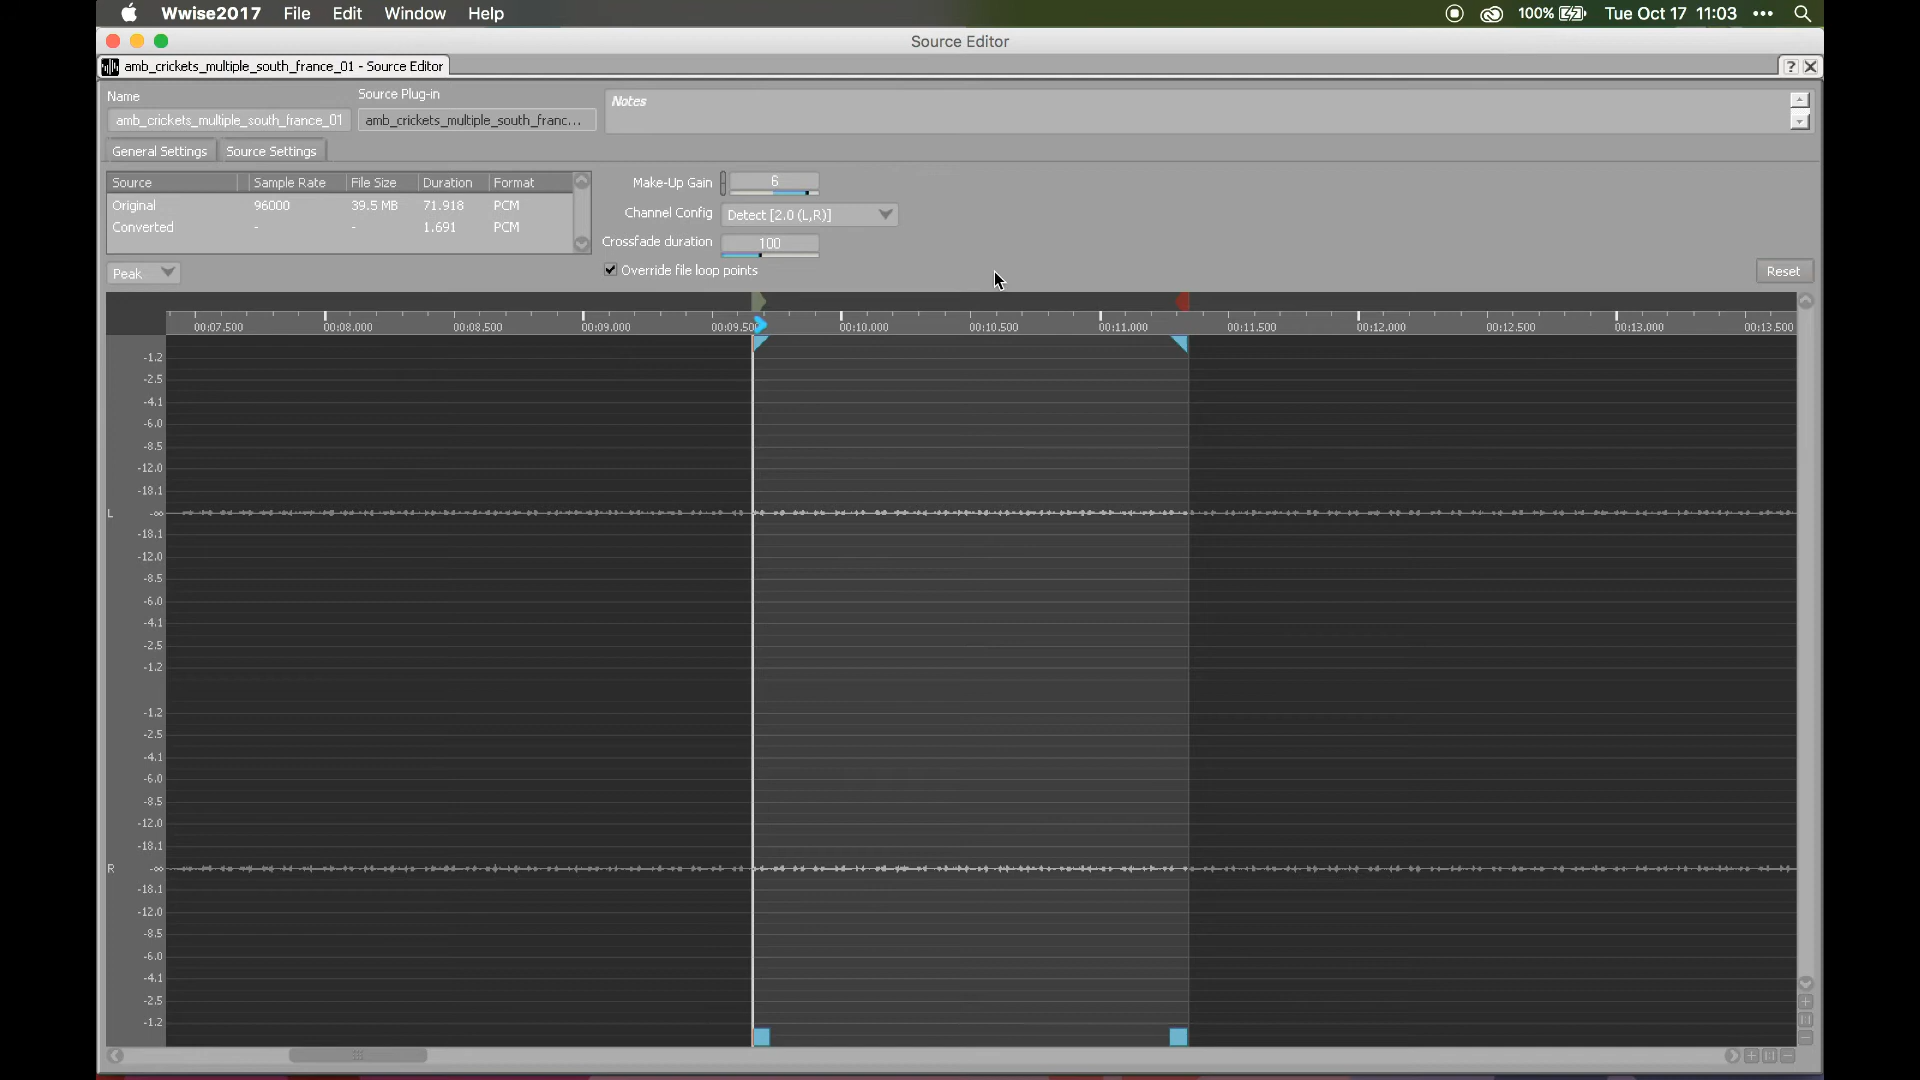 Wwise2017 File Edit Window Help 100% Tue Oct 17 11:03
Source Editor
amb_crickets_multiple_south_france_01 - Source Editor ?
Name Source Plug-in Notes
amb_crickets_multiple_south_france_01 amb_crickets_multiple_south_franc...
General Settings Source Settings
Source Sample Rate File Size Duration Format
Original 96000 39.5 MB 71.918 PCM
Converted - - 1.691 PCM
Make-Up Gain 6
Channel Config Detect [2.0 (L,R)]
Crossfade duration 100
Override file loop points
Peak Reset
00:07.500 00:08.000 00:08.500 00:09.000 00:09.50 00:10.000 00:10.500 00:11.000 00:11.500 00:12.000 00:12.500 00:13.000 00:13.500
-1.2
-2.5
-4.1
-6.0
-8.5
-12.0
-18.1
L -∞
-18.1
-12.0
-8.5
-6.0
-4.1
-2.5
-1.2
-1.2
-2.5
-4.1
-6.0
-8.5
-12.0
-18.1
R -∞
-18.1
-12.0
-8.5
-6.0
-4.1
-2.5
-1.2